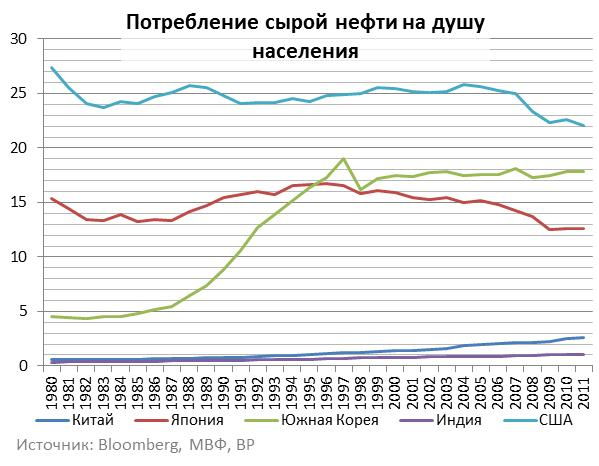 Потребление сырой нефти на душу
населения
30
25
20
15
10
5
0
1980 1981 1982 1983 1984 1985 1986 1987 1988 1989 1990 1991 1992 1993 1994 1995 1996 1997 1998 1999 2000 2001 2002 2003 2004 2005 2006 2007 2008 2009 2010 2011
Китай Япония Южная Корея Индия США
Источник: Bloomberg, МВФ, BP